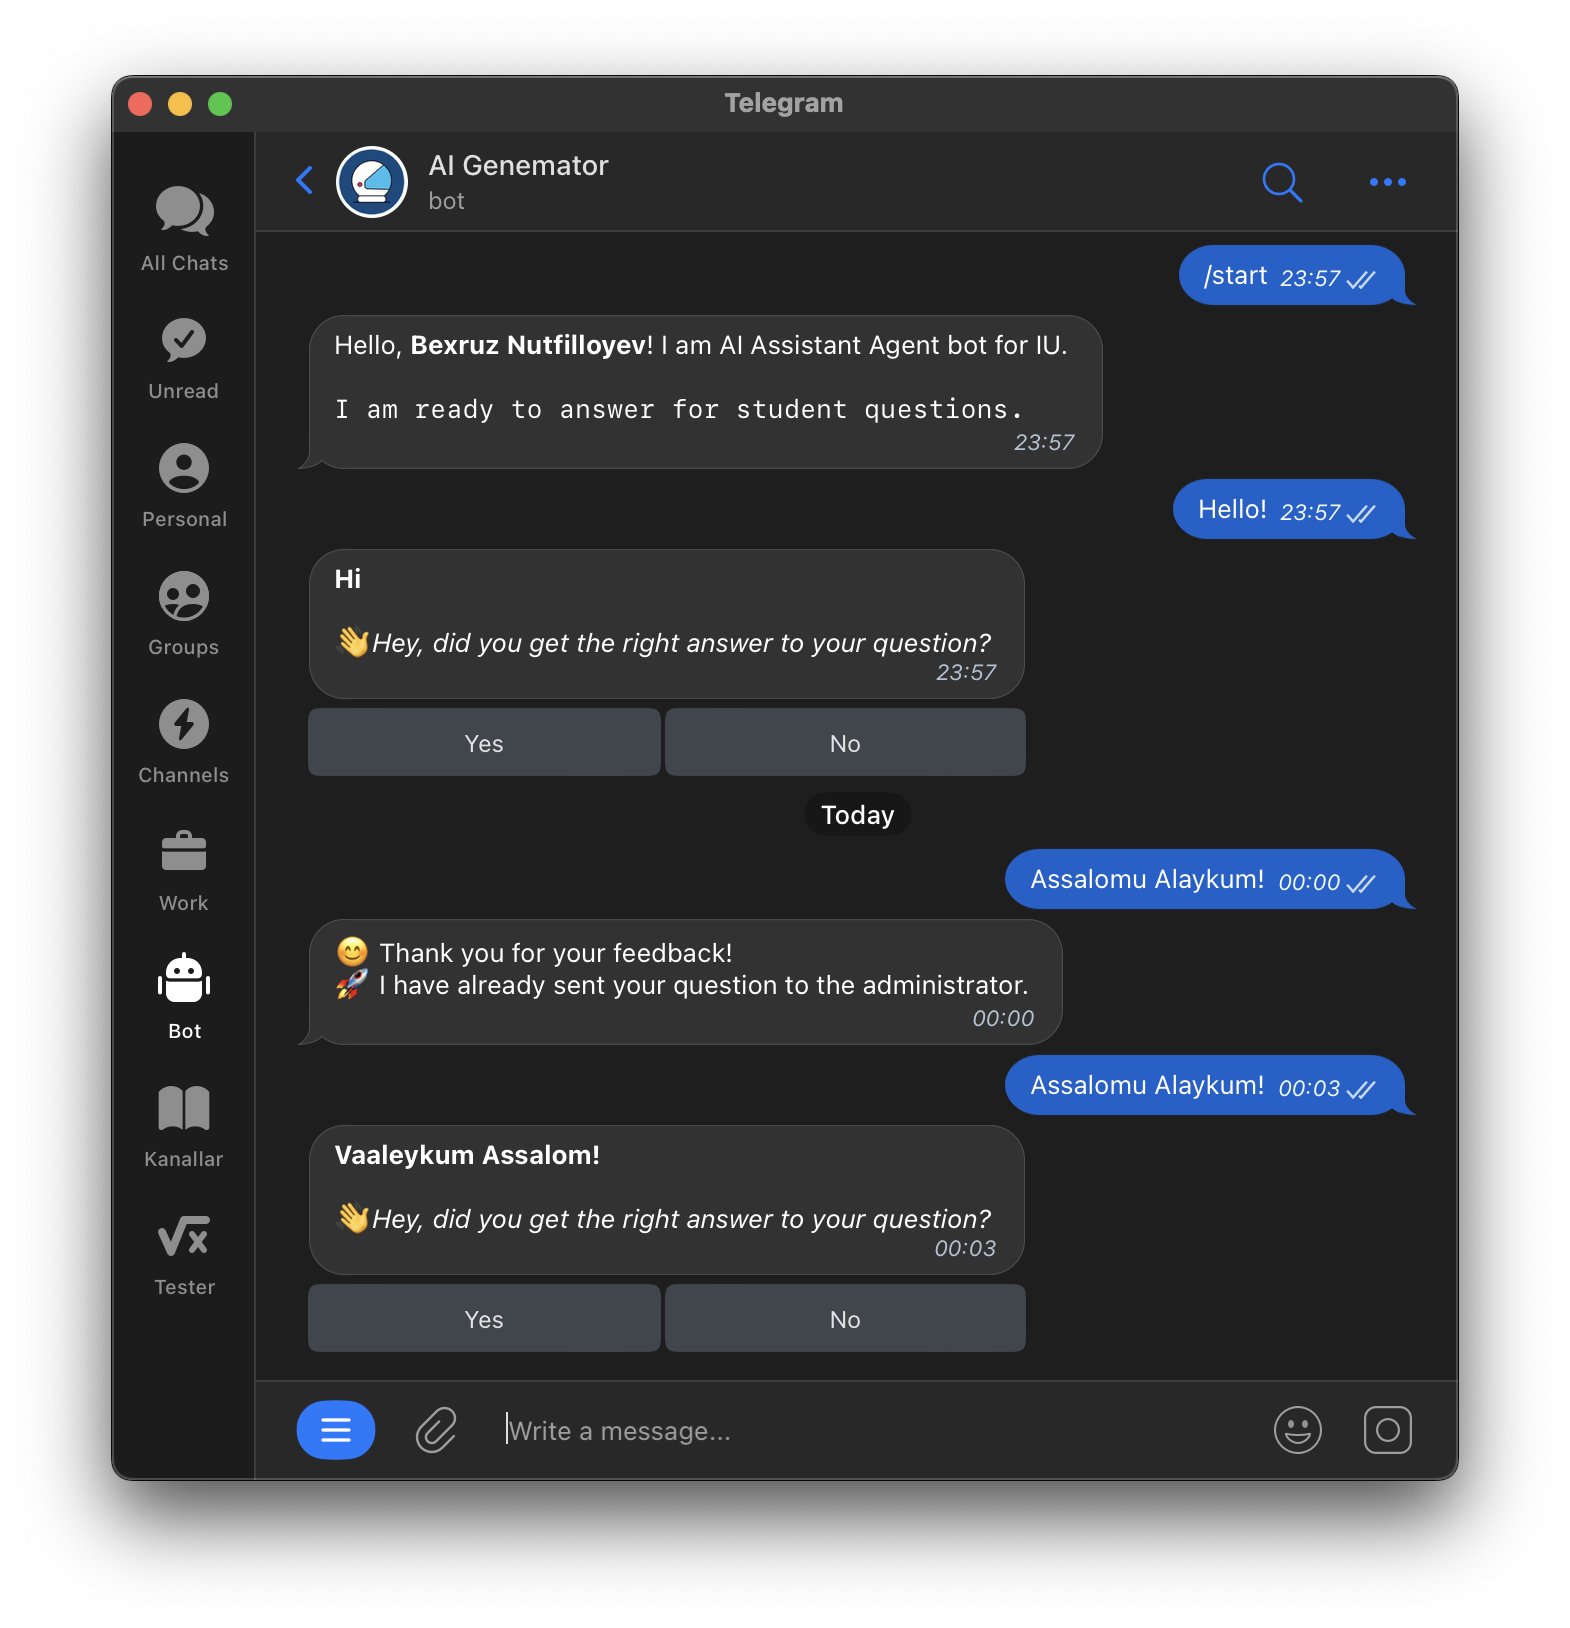 Telegram
AI Genemator
bot
All Chats
Unread
Personal
Groups
Channels
Work
Bot
Kanallar
Tester
/start 23:57
Hello, Bexruz Nutfilloyev! I am AI Assistant Agent bot for IU.
I am ready to answer for student questions.
23:57
Hello! 23:57
Hi
👋Hey, did you get the right answer to your question?
23:57
Yes No
Today
Assalomu Alaykum! 00:00
😊 Thank you for your feedback!
🚀 I have already sent your question to the administrator.
00:00
Assalomu Alaykum! 00:03
Vaaleykum Assalom!
👋Hey, did you get the right answer to your question?
00:03
Yes No
Write a message...